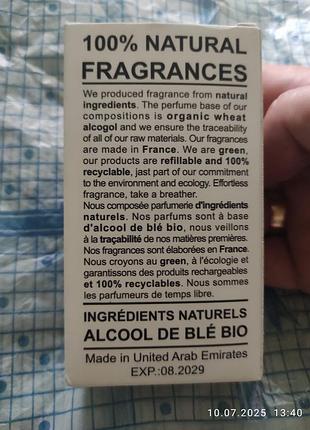 100% NATURAL
FRAGRANCES
We produced fragrance from natural
ingredients. The perfume base of our
compositions is organic wheat
alcogol and we ensure the traceability
of all of our raw materials. Our fragrances
are made in France. We are green,
our products are refillable and 100%
recyclable, jast part of our commitment
to the environment and ecology. Effortless
fragrance, take a breather.
Nous composée parfumerie d'ingrédients
naturels. Nos parfums sont à base
d'alcool de blé bio, nous veillons
à la traçabilité de nos matières premières.
Nos fragrances sont élaborées en France.
Nous croyons au green, à l'écologie et
garantissons des produits rechargeables
et 100% recyclables. Nous sommes
les parfumeurs de temps libre.
INGRÉDIENTS NATURELS
ALCOOL DE BLÉ BIO
Made in United Arab Emirates
EXP.:08.2029
10.07.2025 13:40